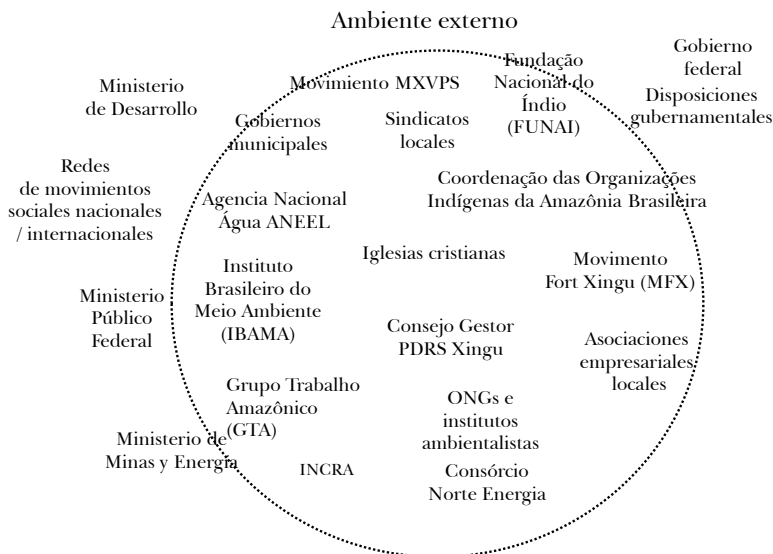 Ambiente externo
Ministerio
de Desarrollo
Movimiento MXVPS
Fundação
Nacional do
Índio
(FUNAI)
Gobierno
federal
Disposiciones
gubernamentales
Gobiernos
municipales
Sindicatos
locales
Redes
de movimientos
sociales nacionales
/ internacionales
Agencia Nacional
Água ANEEL
Coordenação das Organizações
Indígenas da Amazônia Brasileira
Iglesias cristianas
Movimento
Fort Xingu (MFX)
Instituto
Brasileiro do
Meio Ambiente
(IBAMA)
Ministerio
Público
Federal
Consejo Gestor
PDRS Xingu
Asociaciones
empresariales
locales
Grupo Trabalho
Amazônico
(GTA)
ONGs e
institutos
ambientalistas
Ministerio de
Minas y Energía
INCRA
Consórcio
Norte Energia